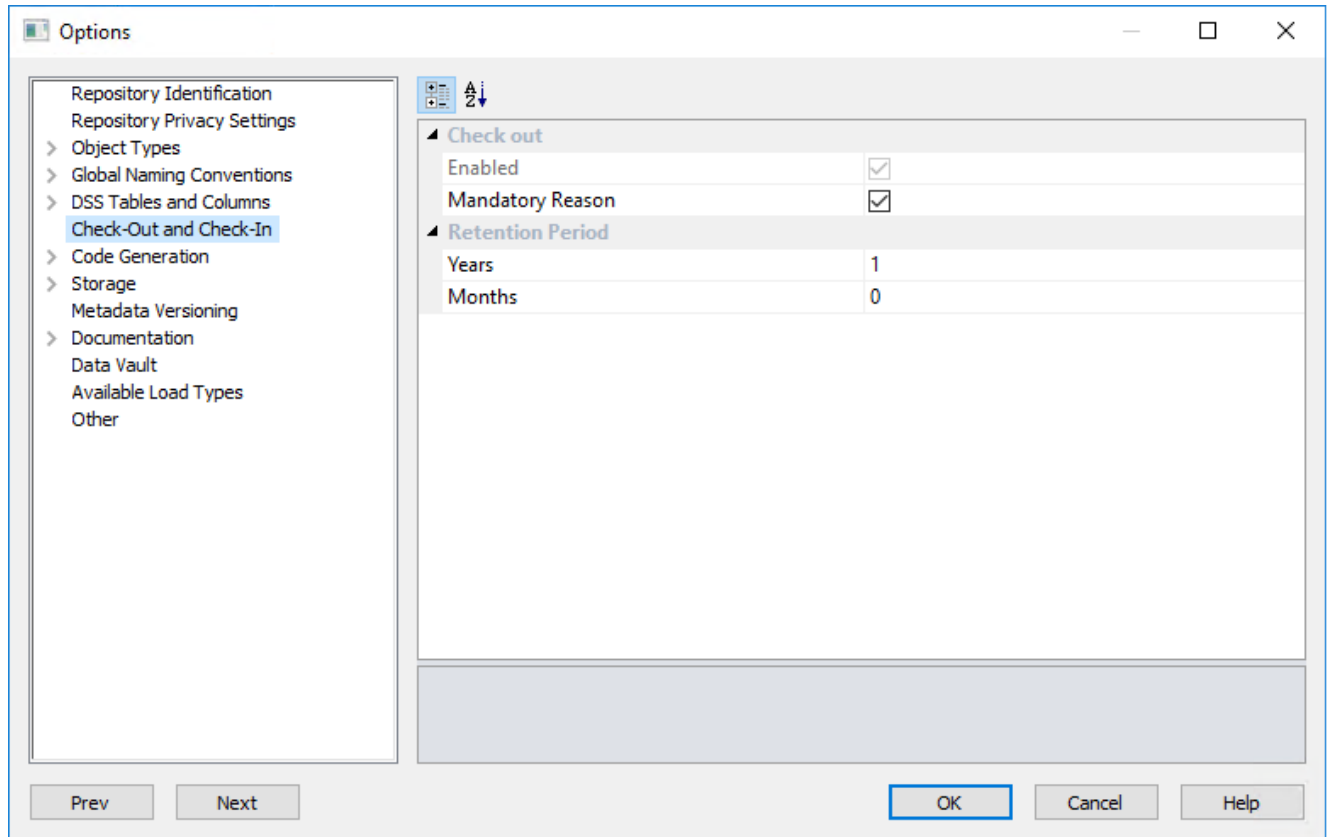 Options
Repository Identification
Repository Privacy Settings
Object Types
Global Naming Conventions
DSS Tables and Columns
Check-Out and Check-In
Code Generation
Storage
Metadata Versioning
Documentation
Data Vault
Available Load Types
Other
Check out
Enabled
Mandatory Reason
Retention Period
Years 1
Months 0
Prev Next OK Cancel Help